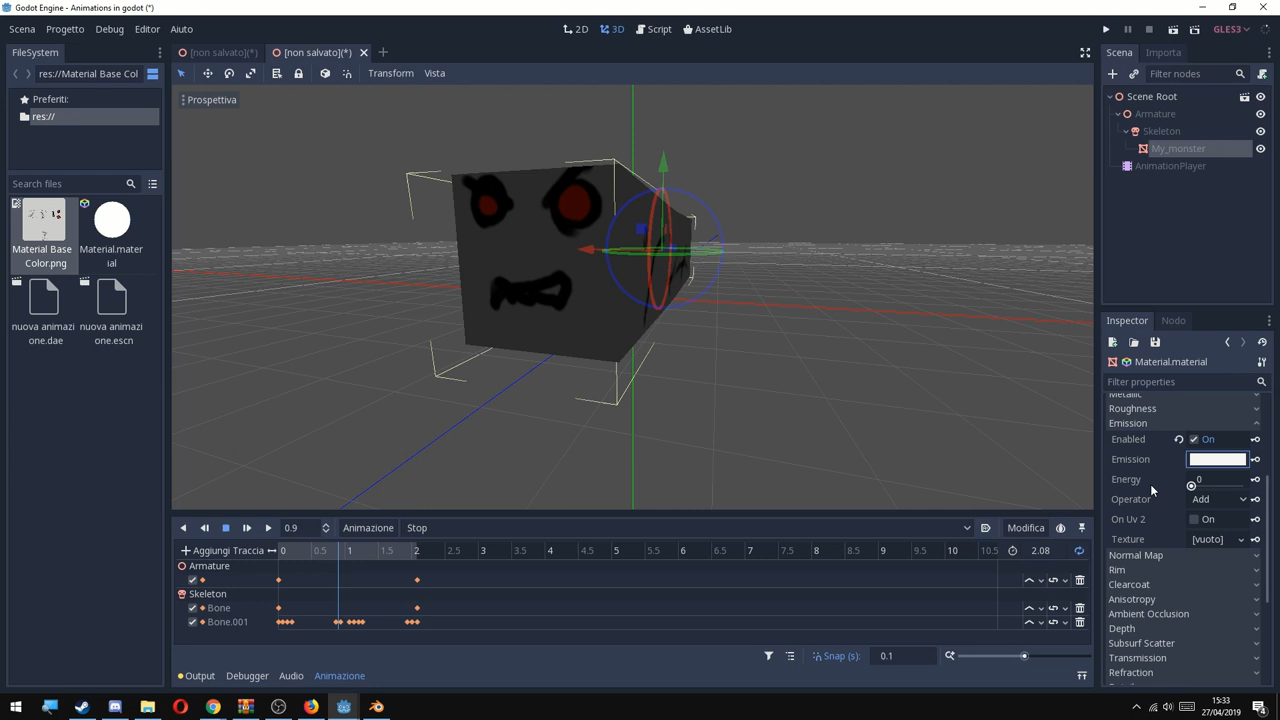 Godot Engine - Animations in godot (*)
Scena Progetto Debug Editor Aiuto
2D 3D Script AssetLib
GLES3
FileSystem
[non salvato](*) [non salvato](*)
Scena Importa
res://Material Base Col
Transform Vista
Filter nodes
Preferiti:
res://
Prospettiva
Scene Root
Armature
Skeleton
My_monster
AnimationPlayer
Search files
Material Base
Color.png
Material.mater
ial
nuova animazi
one.dae
nuova animazi
one.escn
Inspector Nodo
Material.material
Filter properties
Metallic
Roughness
Emission
Enabled On
Emission
Energy 0
Operator Add
On Uv 2 On
Texture [vuoto]
Normal Map
Rim
Clearcoat
Anisotropy
Ambient Occlusion
Depth
Subsurf Scatter
Transmission
Refraction
0.9 Animazione Stop Modifica
Aggiungi Traccia 0 0.5 1 1.5 2 2.5 3 3.5 4 4.5 5 5.5 6 6.5 7 7.5 8 8.5 9 9.5 10 10.5 2.08
Armature
Skeleton
Bone
Bone.001
Snap (s): 0.1
Output Debugger Audio Animazione
15:33
27/04/2019
4